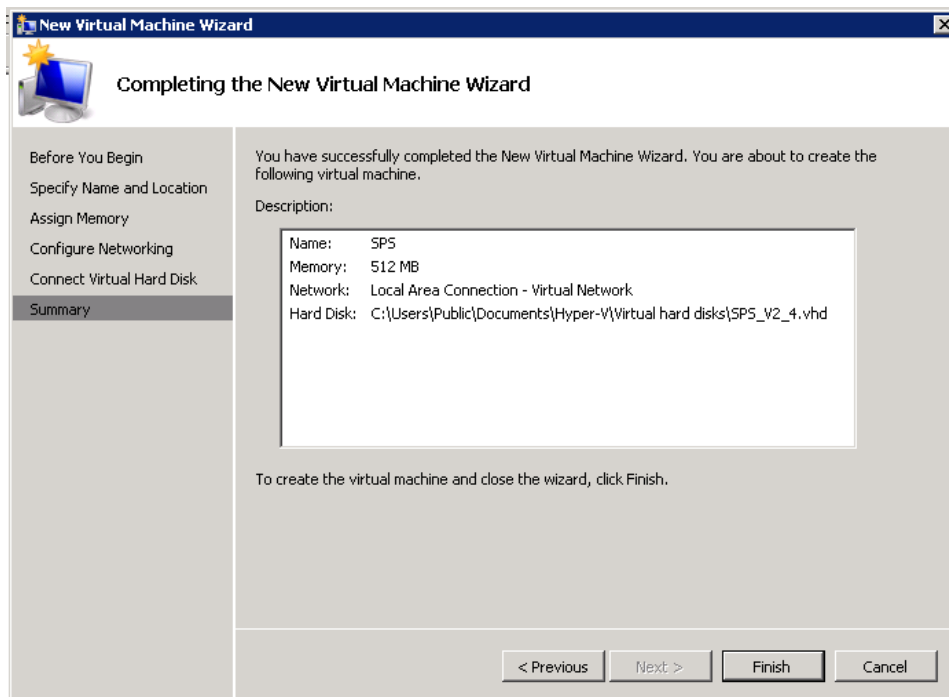 New Virtual Machine Wizard
Completing the New Virtual Machine Wizard
Before You Begin
Specify Name and Location
Assign Memory
Configure Networking
Connect Virtual Hard Disk
Summary
You have successfully completed the New Virtual Machine Wizard. You are about to create the
following virtual machine.
Description:
Name: SPS
Memory: 512 MB
Network: Local Area Connection - Virtual Network
Hard Disk: C:\Users\Public\Documents\Hyper-V\Virtual hard disks\SPS_V2_4.vhd
To create the virtual machine and close the wizard, click Finish.
< Previous Next > Finish Cancel